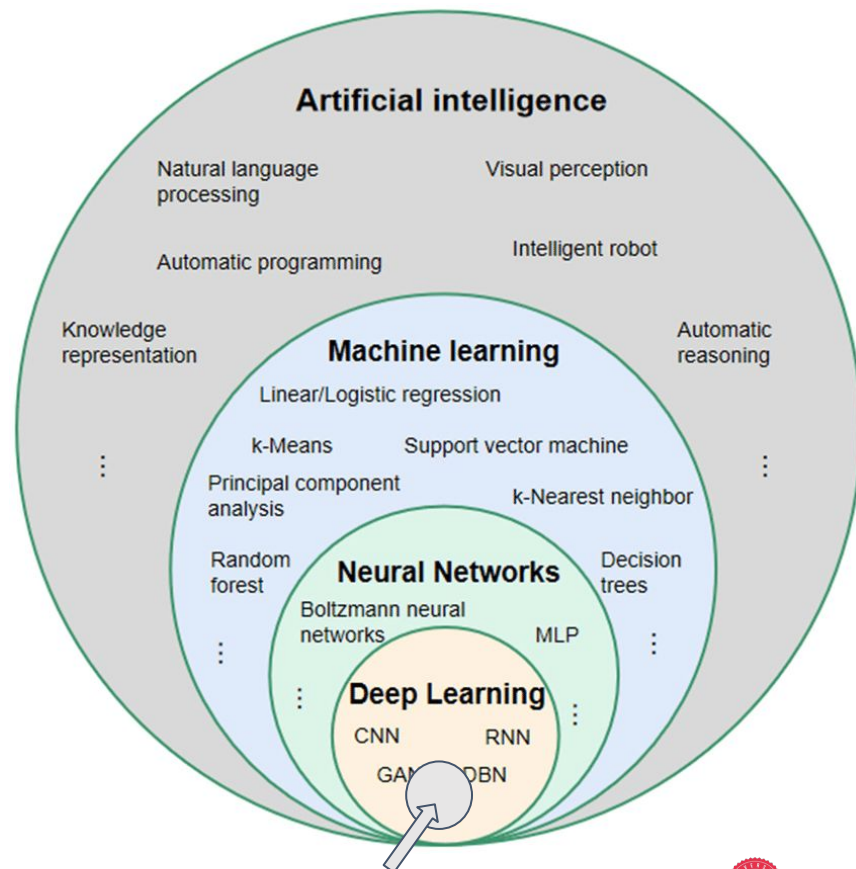 Artificial intelligence
Natural language
processing
Visual perception
Automatic programming
Intelligent robot
Knowledge
representation
Automatic
reasoning
Machine learning
Linear/Logistic regression
k-Means
Support vector machine
Principal component
analysis
k-Nearest neighbor
Random
forest
Decision
trees
Neural Networks
Boltzmann neural
networks
MLP
Deep Learning
CNN
RNN
GAN
DBN